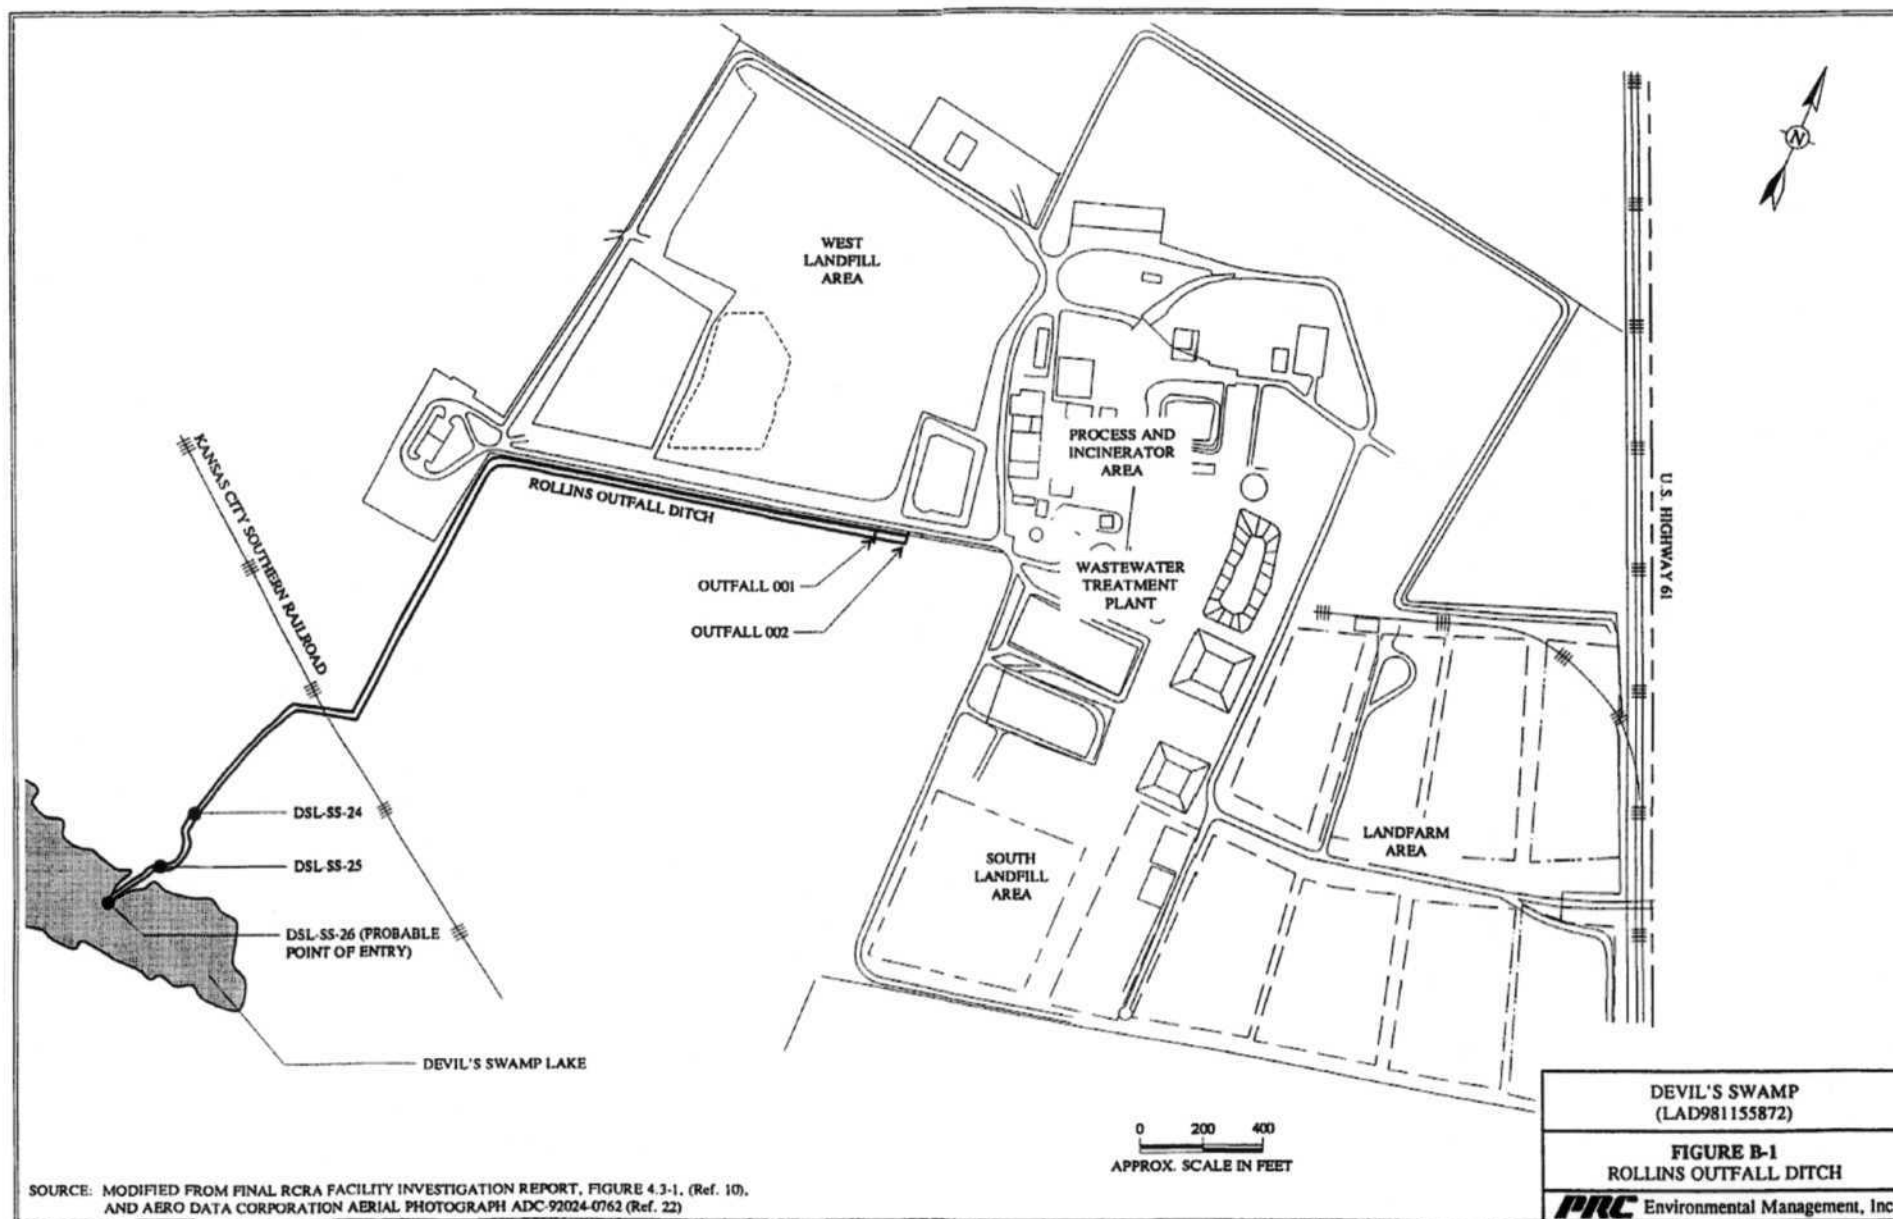 WEST
LANDFILL
AREA
N
PROCESS AND
INCINERATOR
AREA
KANSAS CITY SOUTHERN RAILROAD
ROLLINS OUTFALL DITCH
U.S. HIGHWAY 61
OUTFALL 001
OUTFALL 002
WASTEWATER
TREATMENT
PLANT
DSL-SS-24
DSL-SS-25
DSL-SS-26 (PROBABLE
POINT OF ENTRY)
SOUTH
LANDFILL
AREA
LANDFARM
AREA
DEVIL'S SWAMP LAKE
0 200 400
APPROX. SCALE IN FEET
DEVIL'S SWAMP
(LAD981155872)
FIGURE B-1
ROLLINS OUTFALL DITCH
PRC Environmental Management, Inc
SOURCE: MODIFIED FROM FINAL RCRA FACILITY INVESTIGATION REPORT, FIGURE 4.3-1, (Ref. 10),
AND AERO DATA CORPORATION AERIAL PHOTOGRAPH ADC-92024-0762 (Ref. 22)